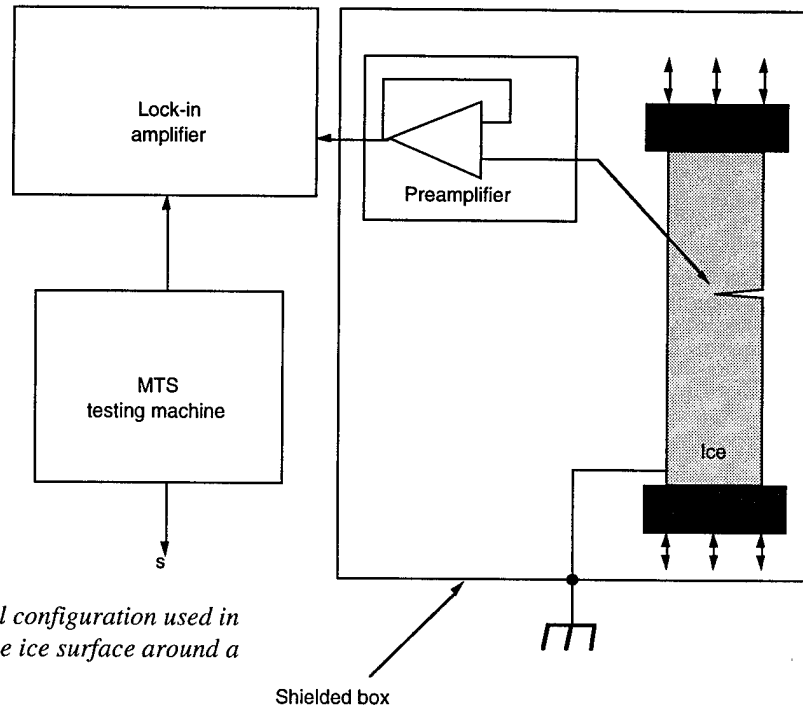 Lock-in
amplifier
Preamplifier
MTS
testing machine
Ice
s
l configuration used in
e ice surface around a
Shielded box